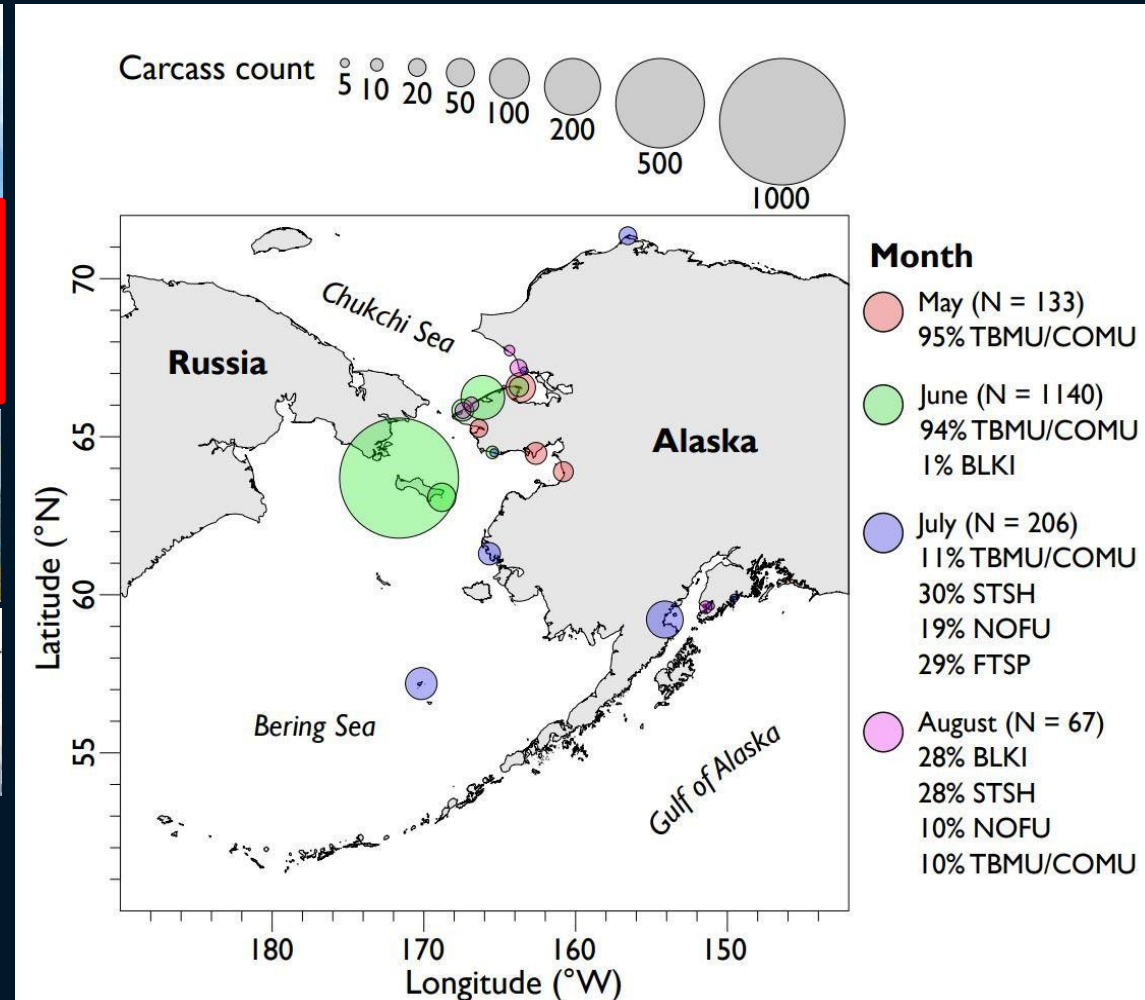 Carcass count
5 10 20 50 100 200 500 1000
Chukchi Sea
Russia
Alaska
Bering Sea
Gulf of Alaska
70
65
60
55
Latitude (°N)
180 170 160 150
Longitude (°W)
Month
May (N = 133)
95% TBMU/COMU
June (N = 1140)
94% TBMU/COMU
1% BLKI
July (N = 206)
11% TBMU/COMU
30% STSH
19% NOFU
29% FTSP
August (N = 67)
28% BLKI
28% STSH
10% NOFU
10% TBMU/COMU